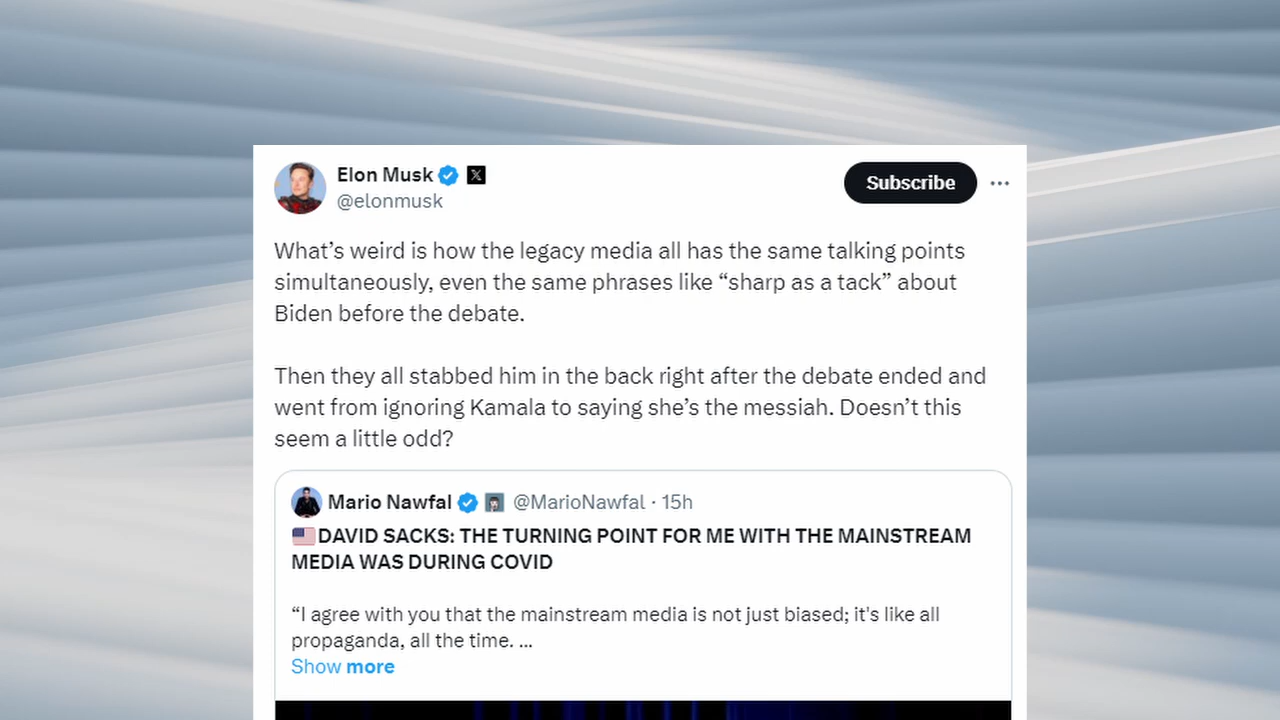 Elon Musk
Subscribe
@elonmusk
What’s weird is how the legacy media all has the same talking points
simultaneously, even the same phrases like “sharp as a tack” about
Biden before the debate.
Then they all stabbed him in the back right after the debate ended and
went from ignoring Kamala to saying she’s the messiah. Doesn’t this
seem a little odd?
Mario Nawfal @MarioNawfal · 15h
DAVID SACKS: THE TURNING POINT FOR ME WITH THE MAINSTREAM
MEDIA WAS DURING COVID
“I agree with you that the mainstream media is not just biased; it's like all
propaganda, all the time. ...
Show more